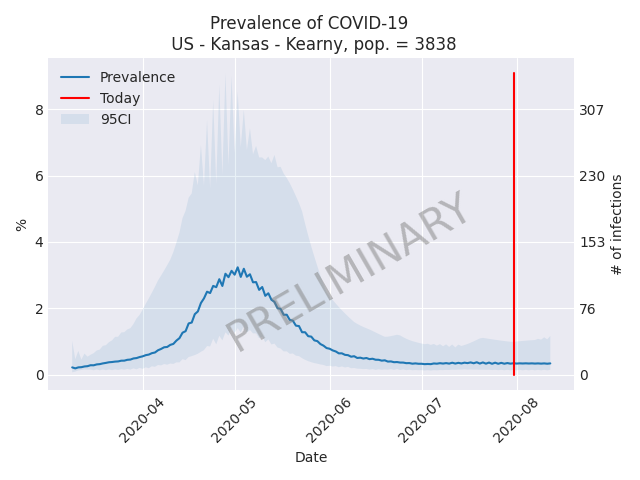 Prevalence of COVID-19
US - Kansas - Kearny, pop. = 3838
Prevalence
Today
95CI
%
8
6
4
2
0
307
230
153
76
0
# of infections
PRELIMINARY
2020-04
2020-05
2020-06
2020-07
2020-08
Date